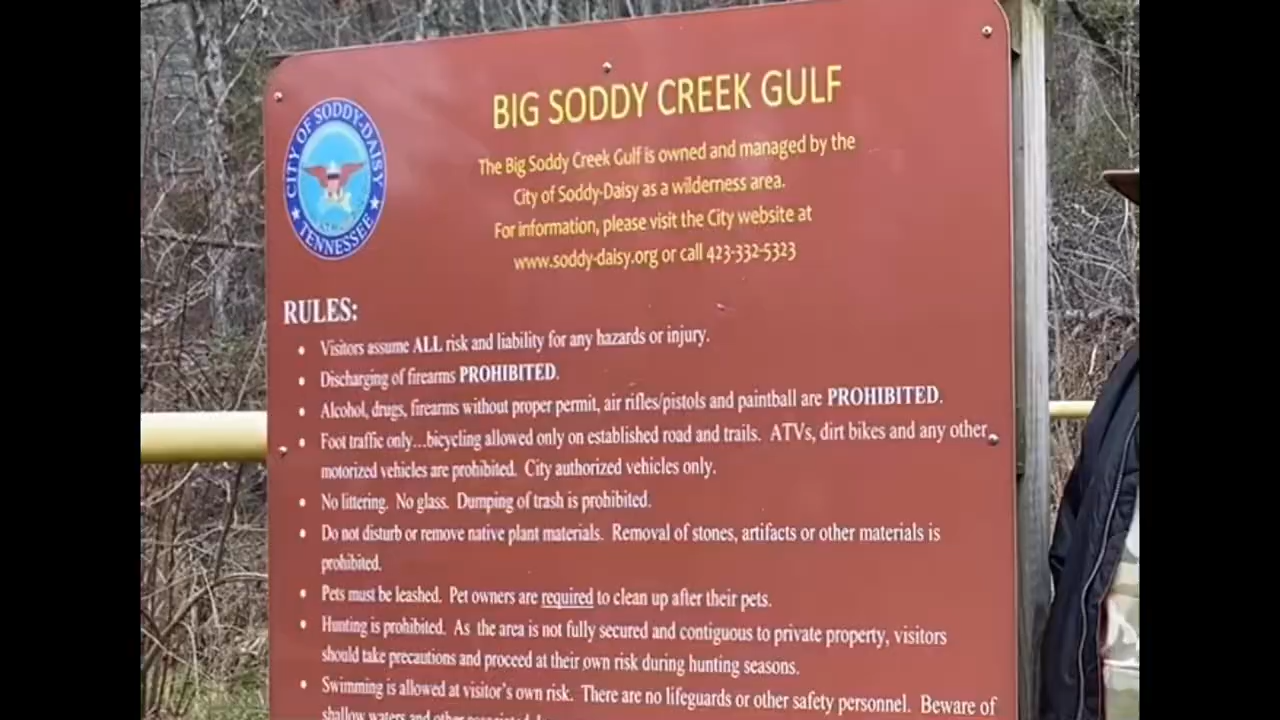 CITY OF SODDY-DAISY
TENNESSEE
BIG SODDY CREEK GULF
The Big Soddy Creek Gulf is owned and managed by the
City of Soddy-Daisy as a wilderness area.
For information, please visit the City website at
www.soddy-daisy.org or call 423-332-5323
RULES:
• Visitors assume ALL risk and liability for any hazards or injury.
• Discharging of firearms PROHIBITED.
• Alcohol, drugs, firearms without proper permit, air rifles/pistols and paintball are PROHIBITED.
• Foot traffic only...bicycling allowed only on established road and trails. ATVs, dirt bikes and any other
motorized vehicles are prohibited. City authorized vehicles only.
• No littering. No glass. Dumping of trash is prohibited.
• Do not disturb or remove native plant materials. Removal of stones, artifacts or other materials is
prohibited.
• Pets must be leashed. Pet owners are required to clean up after their pets.
• Hunting is prohibited. As the area is not fully secured and contiguous to private property, visitors
should take precautions and proceed at their own risk during hunting seasons.
• Swimming is allowed at visitor's own risk. There are no lifeguards or other safety personnel. Beware of
shallow waters and other